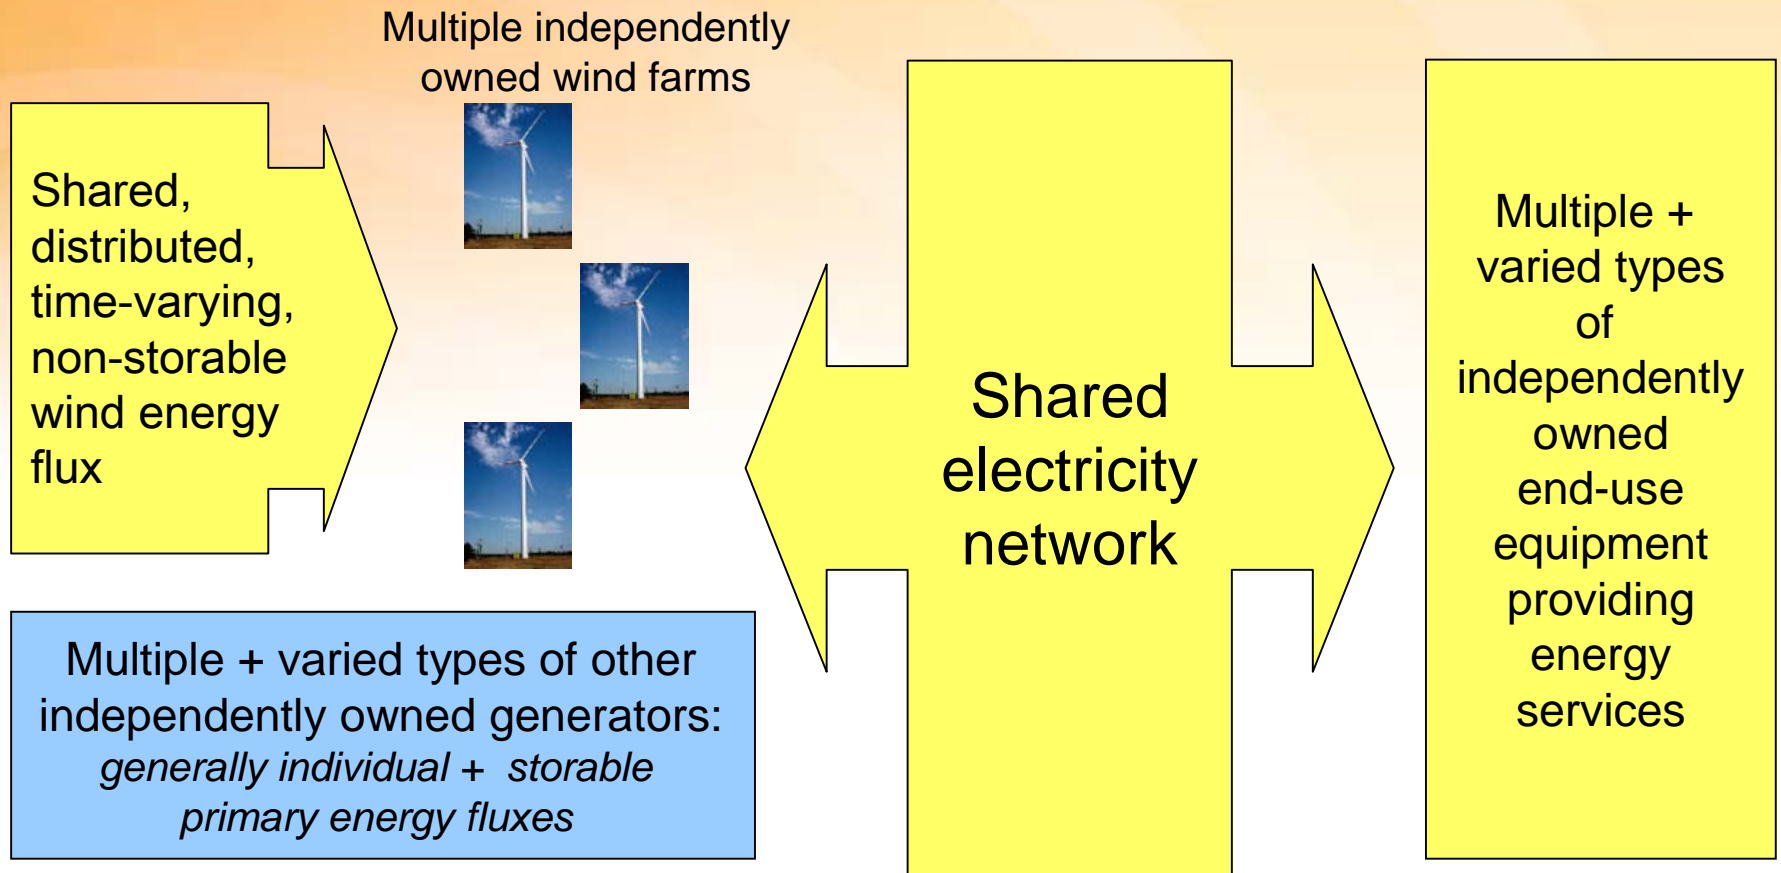 Multiple independently
owned wind farms
Shared,
distributed,
time-varying,
non-storable
wind energy
flux
Multiple + varied types of other
independently owned generators:
generally individual + storable
primary energy fluxes
Shared
electricity
network
Multiple +
varied types
of
independently
owned
end-use
equipment
providing
energy
services